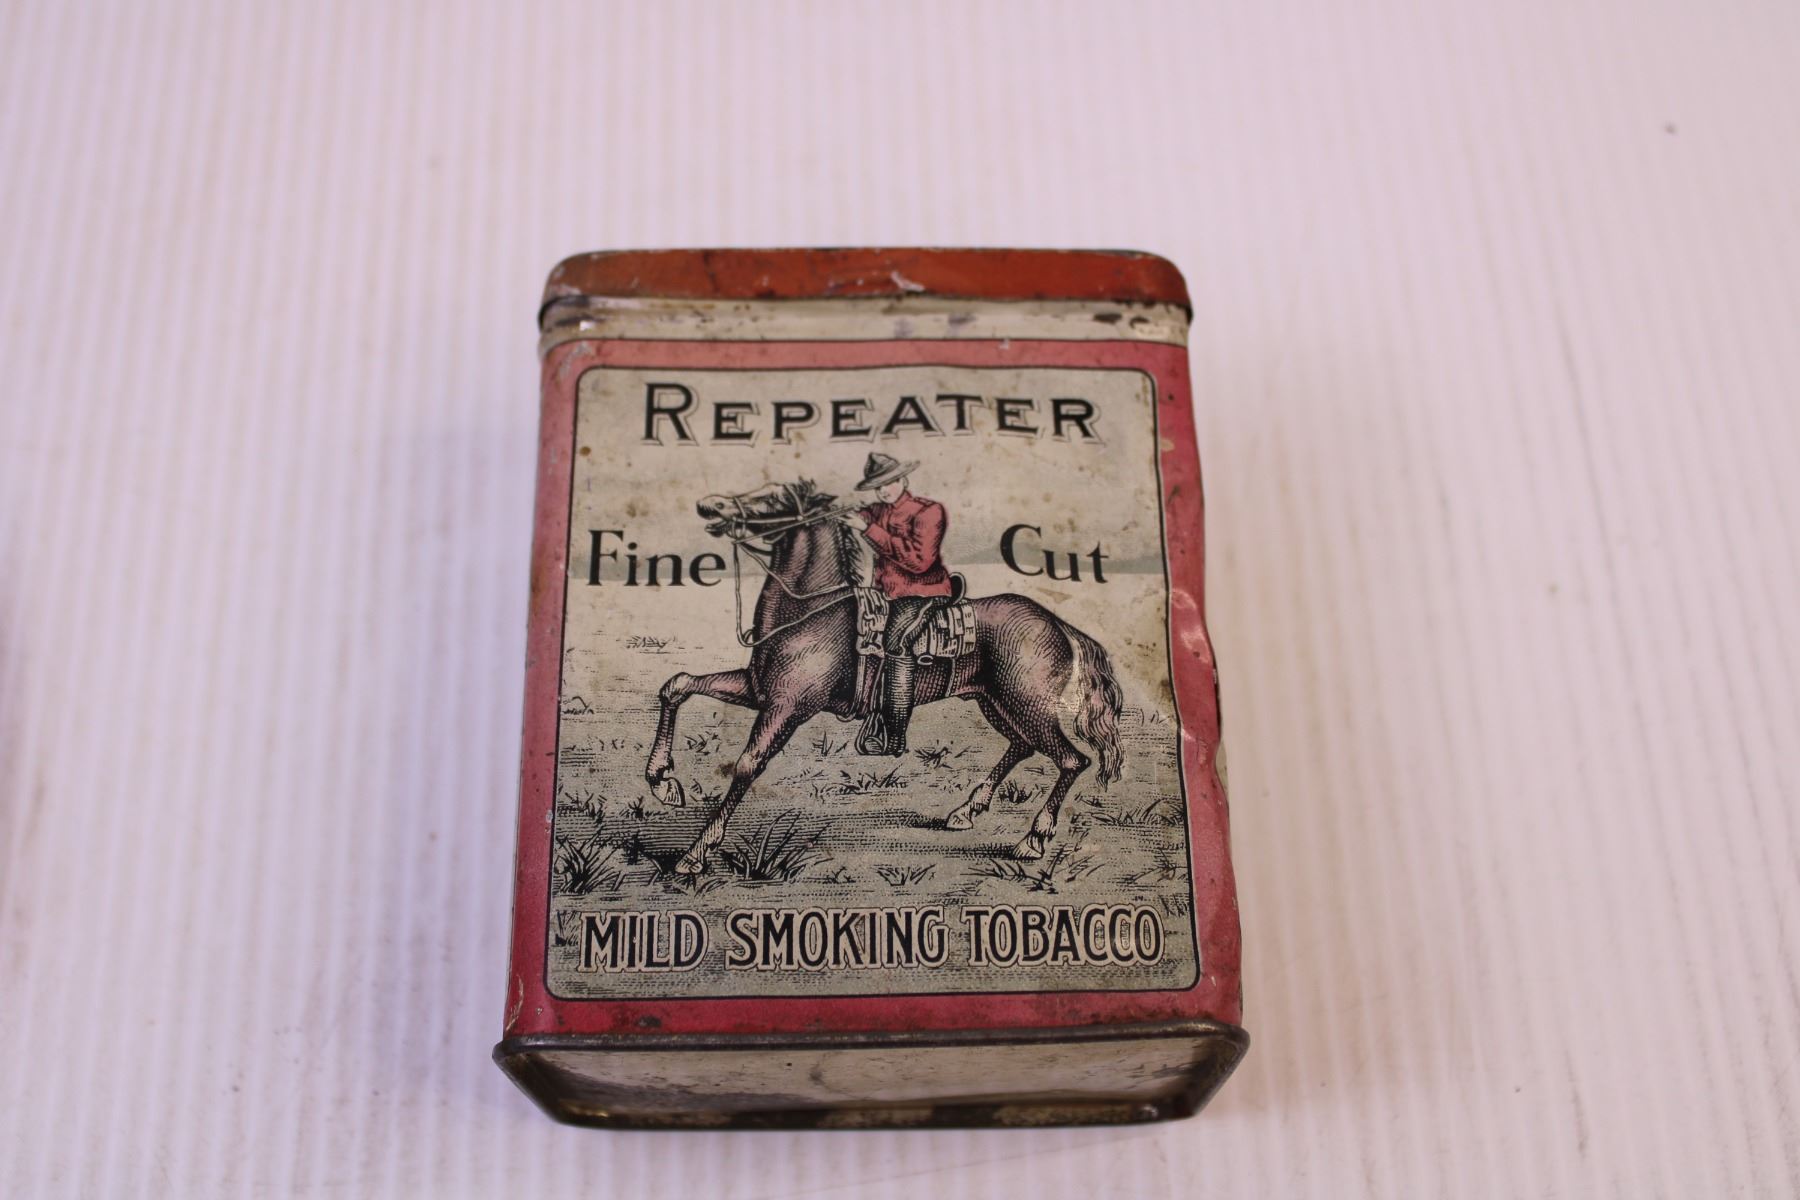 REPEATER
Fine Cut
MILD SMOKING TOBACCO